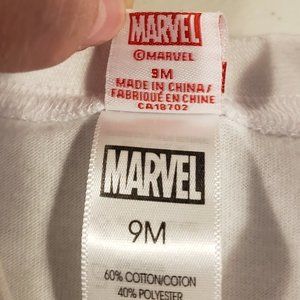 MARVEL
©MARVEL
9M
MADE IN CHINA/
FABRIQUÉ EN CHINE
CA18702
MARVEL
9M
60% COTTON/COTON
40% POLYESTER